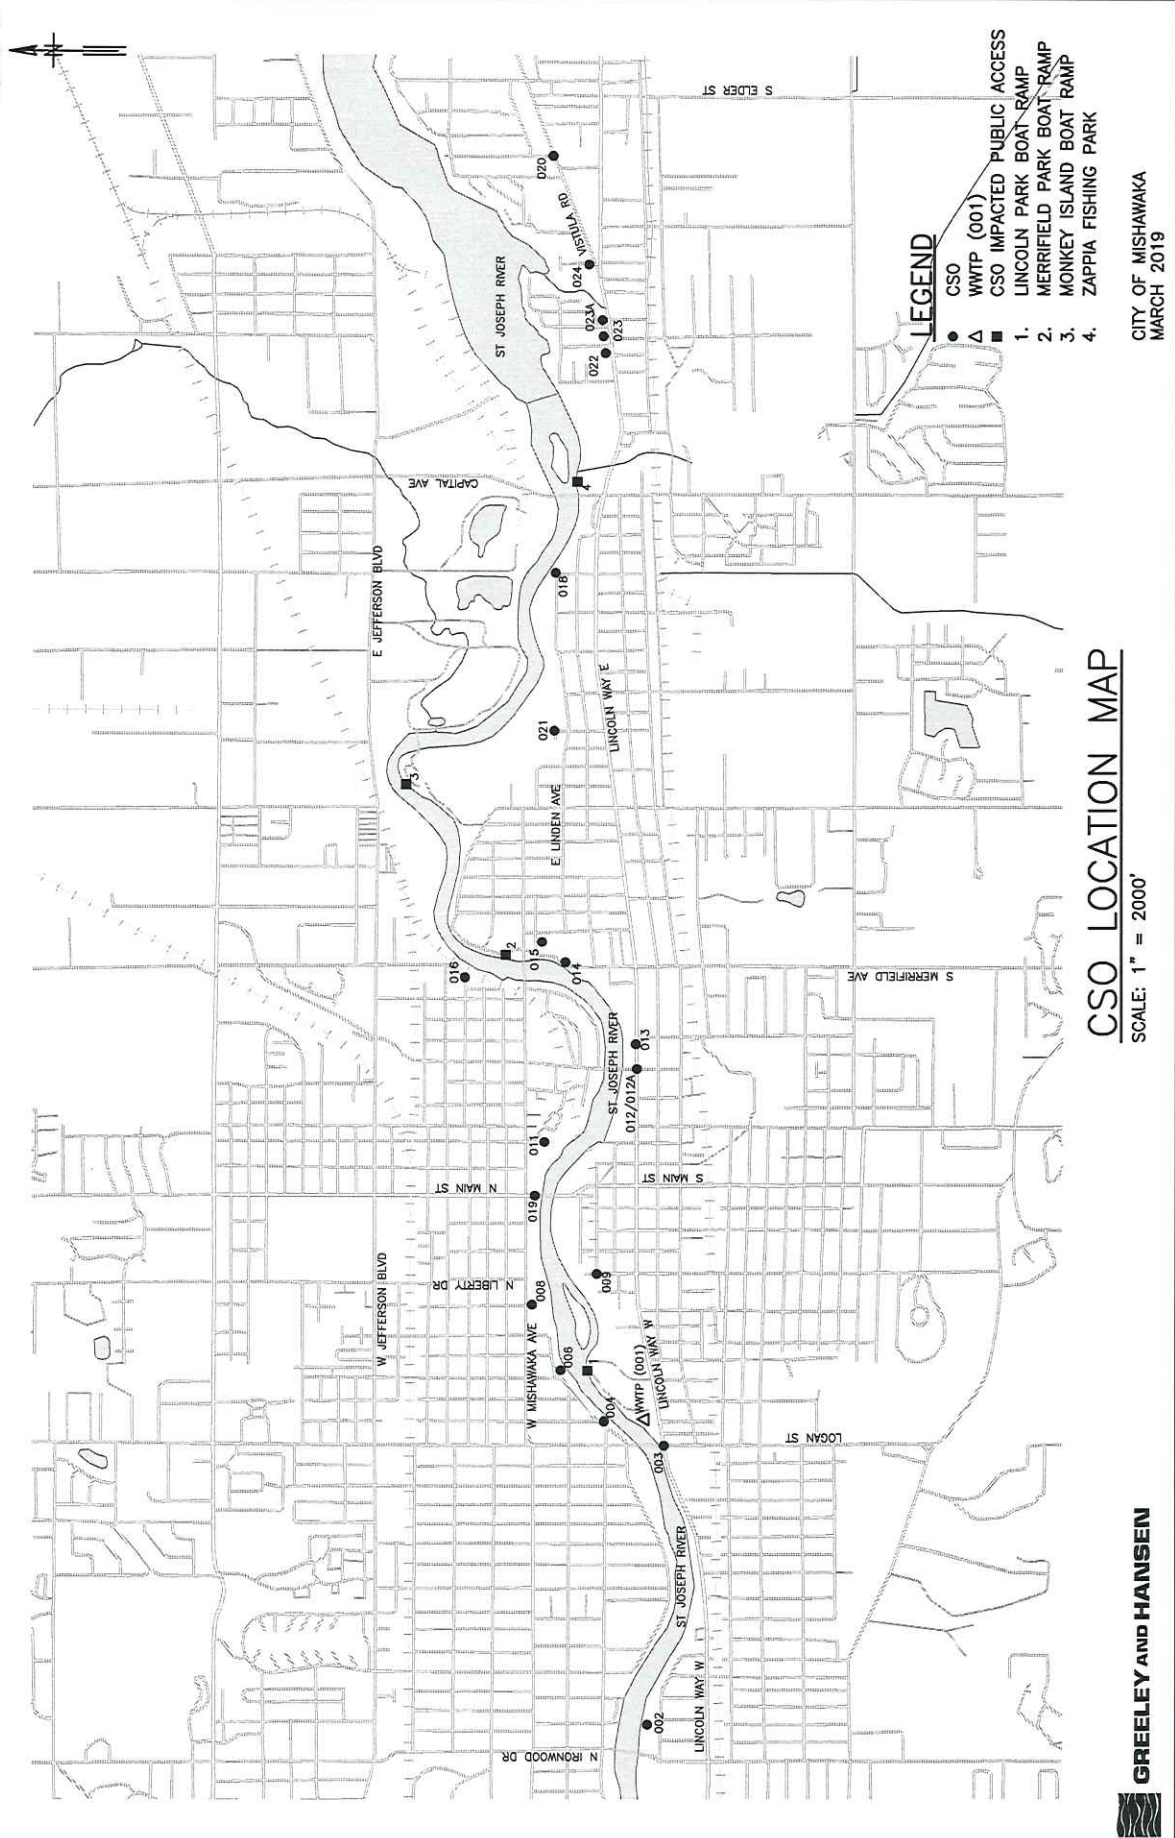 ST JOSEPH RIVER
S ELDER ST
020
VISTULA RD
024
023A
023
022
CAPITAL AVE
4
E JEFFERSON BLVD
018
LINCOLN WAY E
021
3
E LINDEN AVE
2
015
014
016
S MERRIFIELD AVE
ST JOSEPH RIVER
013
012/012A
011
N MAIN ST
S MAIN ST
019
W JEFFERSON BLVD
N LIBERTY DR
008
009
W MISHAWAKA AVE
006
1
004
WWTP (001)
LINCOLN WAY W
003
LOGAN ST
ST JOSEPH RIVER
LINCOLN WAY W
002
N IRONWOOD DR
LEGEND
CSO
WWTP (001)
CSO IMPACTED PUBLIC ACCESS
1. LINCOLN PARK BOAT RAMP
2. MERRIFIELD PARK BOAT RAMP
3. MONKEY ISLAND BOAT RAMP
4. ZAPPIA FISHING PARK
CITY OF MISHAWAKA
MARCH 2019
CSO LOCATION MAP
SCALE: 1" = 2000'
GREELEY AND HANSEN